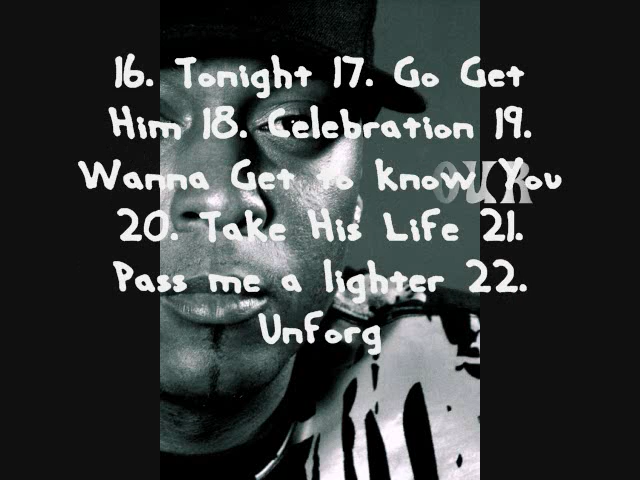 16. Tonight 17. Go Get
Him 18. Celebration 19.
Wanna Get to know You
OUR
20. Take His Life 21.
Pass me a lighter 22.
Unforg